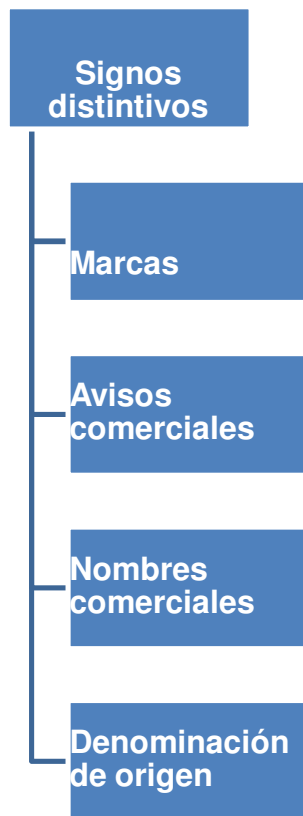 Signos
distintivos
Marcas
Avisos
comerciales
Nombres
comerciales
Denominación
de origen